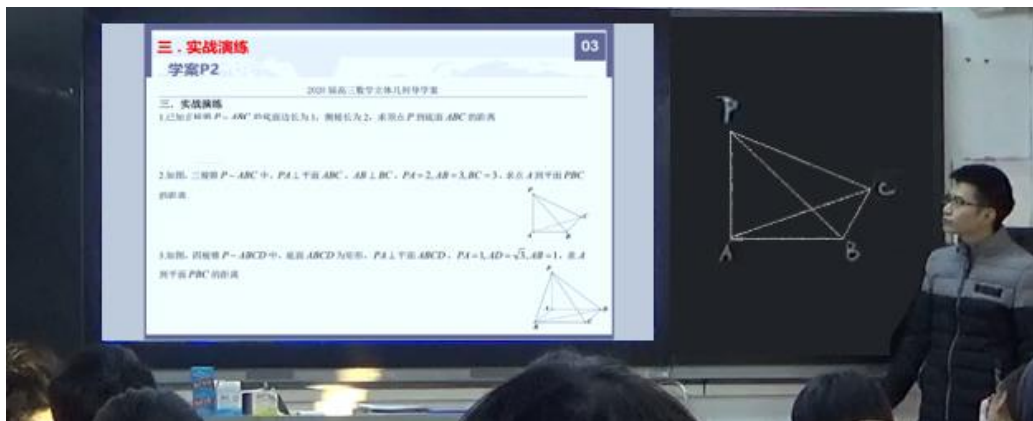 三 . 实战演练
03
学案P2
2020 届高三数学立体几何导学案
三、实战演练
1.已知正棱锥 P－ABC 的底面边长为 1，侧棱长为 2，求顶点 P 到底面 ABC 的距离
2.如图，三棱锥 P－ABC 中，PA⊥平面 ABC，AB⊥BC，PA=2,AB=3,BC=3，求点 A 到平面 PBC
的距离
3.如图，四棱锥 P－ABCD 中，底面 ABCD 为矩形，PA⊥平面 ABCD，PA=1,AD=√3,AB=1，求 A
到平面 PBC 的距离
P
C
A
B